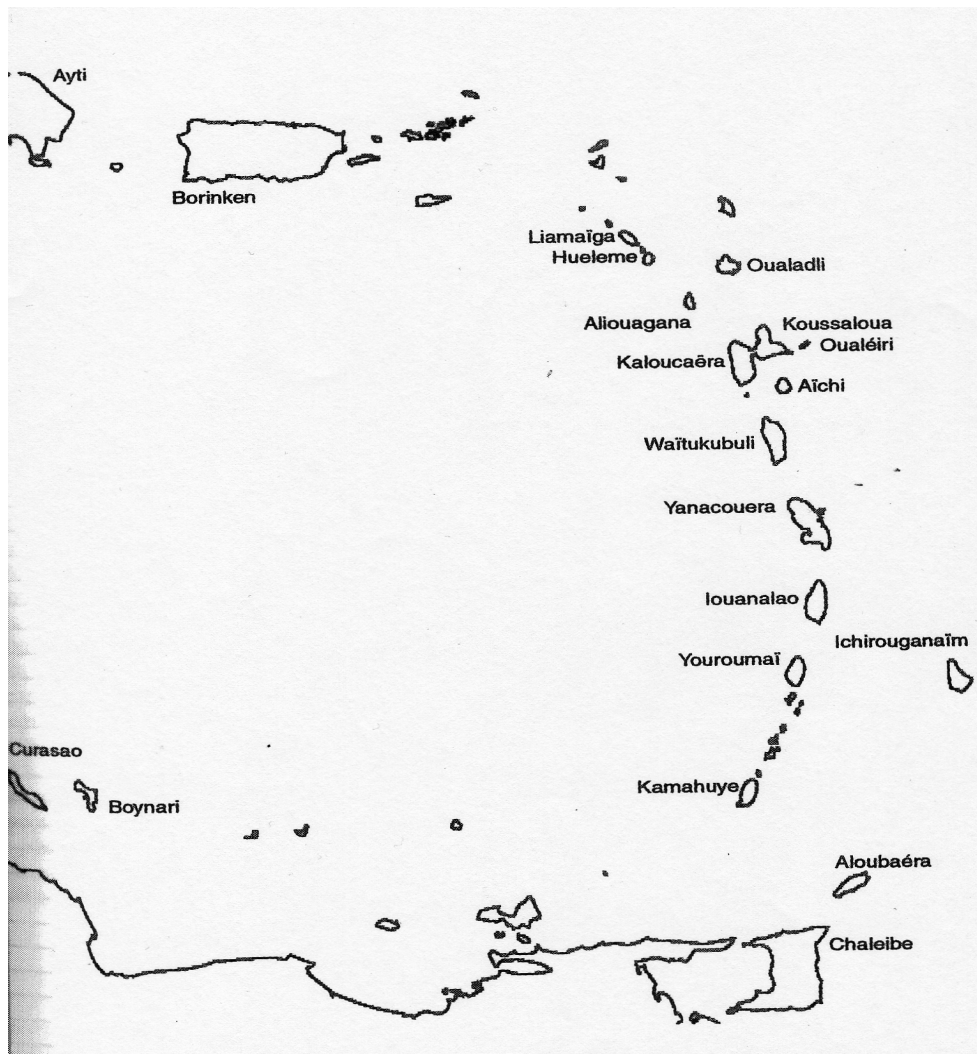 Ayti
Borinken
Liamaïga
Hueleme
Oualadli
Aliouagana
Koussaloua
Oualéiri
Kaloucaêra
Aïchi
Waïtukubuli
Yanacouera
Iouanalao
Ichirouganaïm
Youroumaï
Curasao
Kamahuye
Boynari
Aloubaéra
Chaleibe